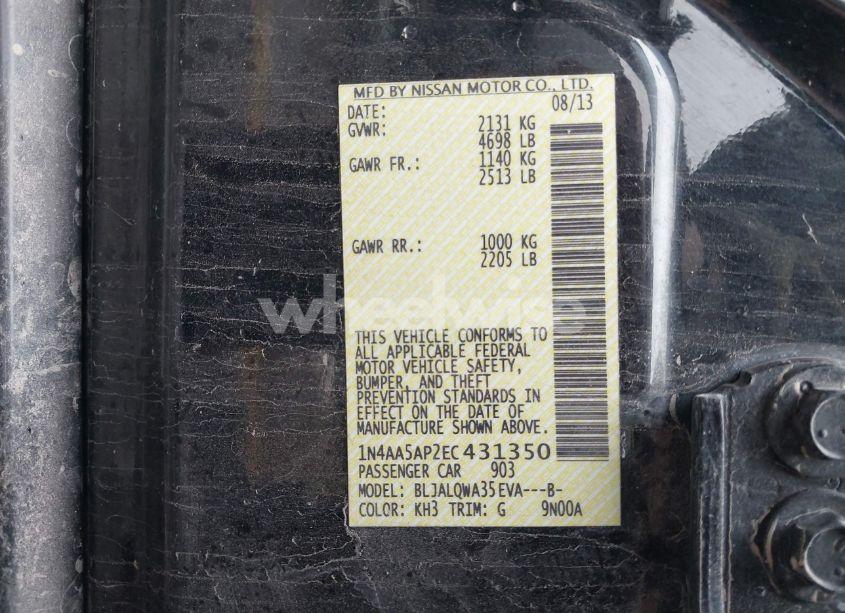 MFD BY NISSAN MOTOR CO., LTD.
DATE: 08/13
GVWR: 2131 KG
4698 LB
GAWR FR.: 1140 KG
2513 LB
GAWR RR.: 1000 KG
2205 LB
wheelwise
THIS VEHICLE CONFORMS TO
ALL APPLICABLE FEDERAL
MOTOR VEHICLE SAFETY,
BUMPER, AND THEFT
PREVENTION STANDARDS IN
EFFECT ON THE DATE OF
MANUFACTURE SHOWN ABOVE.
1N4AA5AP2EC431350
PASSENGER CAR 903
MODEL: BLJALQWA35EVA---B-
COLOR: KH3 TRIM: G 9N00A